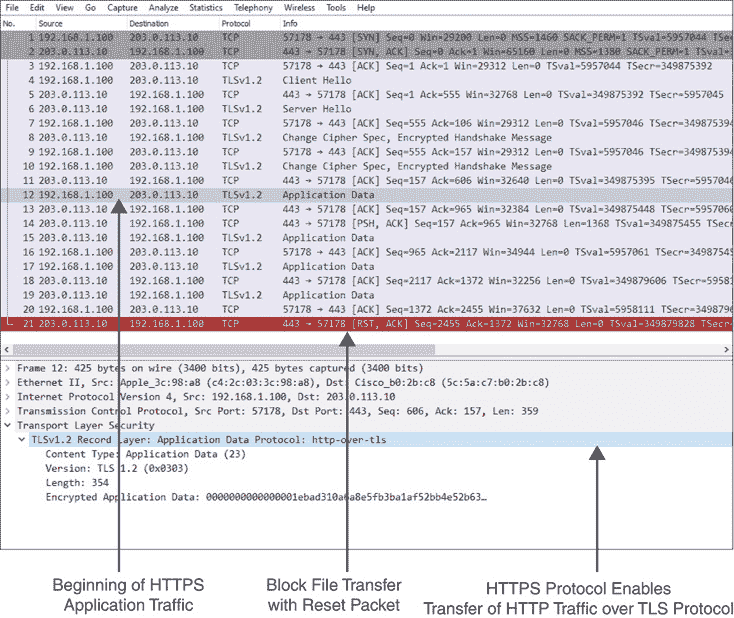 File Edit View Go Capture Analyze Statistics Telephony Wireless Tools Help
No. Source Destination Protocol Info
1 192.168.1.100 203.0.113.10 TCP 57178 → 443 [SYN] Seq=0 Win=29200 Len=0 MSS=1460 SACK_PERM=1 TSval=5957044 TSec
2 203.0.113.10 192.168.1.100 TCP 443 → 57178 [SYN, ACK] Seq=0 Ack=1 Win=65160 Len=0 MSS=1380 SACK_PERM=1 TSval=3
3 192.168.1.100 203.0.113.10 TCP 57178 → 443 [ACK] Seq=1 Ack=1 Win=29312 Len=0 TSval=5957044 TSecr=349875392
4 192.168.1.100 203.0.113.10 TLSv1.2 Client Hello
5 203.0.113.10 192.168.1.100 TCP 443 → 57178 [ACK] Seq=1 Ack=555 Win=32768 Len=0 TSval=349875392 TSecr=5957045
6 203.0.113.10 192.168.1.100 TLSv1.2 Server Hello
7 192.168.1.100 203.0.113.10 TCP 57178 → 443 [ACK] Seq=555 Ack=106 Win=29312 Len=0 TSval=5957046 TSecr=349875394
8 203.0.113.10 192.168.1.100 TLSv1.2 Change Cipher Spec, Encrypted Handshake Message
9 192.168.1.100 203.0.113.10 TCP 57178 → 443 [ACK] Seq=555 Ack=157 Win=29312 Len=0 TSval=5957046 TSecr=349875394
10 192.168.1.100 203.0.113.10 TLSv1.2 Change Cipher Spec, Encrypted Handshake Message
11 203.0.113.10 192.168.1.100 TCP 443 → 57178 [ACK] Seq=157 Ack=606 Win=32640 Len=0 TSval=349875395 TSecr=5957046
12 192.168.1.100 203.0.113.10 TLSv1.2 Application Data
13 203.0.113.10 192.168.1.100 TCP 443 → 57178 [ACK] Seq=157 Ack=965 Win=32384 Len=0 TSval=349875448 TSecr=5957060
14 203.0.113.10 192.168.1.100 TCP 443 → 57178 [PSH, ACK] Seq=157 Ack=965 Win=32768 Len=1368 TSval=349875455 TSecr
15 203.0.113.10 192.168.1.100 TLSv1.2 Application Data
16 192.168.1.100 203.0.113.10 TCP 57178 → 443 [ACK] Seq=965 Ack=2117 Win=34944 Len=0 TSval=5957061 TSecr=34987545
17 192.168.1.100 203.0.113.10 TLSv1.2 Application Data
18 203.0.113.10 192.168.1.100 TCP 443 → 57178 [ACK] Seq=2117 Ack=1372 Win=32256 Len=0 TSval=349879606 TSecr=59581
19 203.0.113.10 192.168.1.100 TLSv1.2 Application Data
20 192.168.1.100 203.0.113.10 TCP 57178 → 443 [ACK] Seq=1372 Ack=2455 Win=37632 Len=0 TSval=5958111 TSecr=3498796
21 203.0.113.10 192.168.1.100 TCP 443 → 57178 [RST, ACK] Seq=2455 Ack=1372 Win=32768 Len=0 TSval=349879828 TSecr=
Frame 12: 425 bytes on wire (3400 bits), 425 bytes captured (3400 bits)
Ethernet II, Src: Apple_3c:98:a8 (c4:2c:03:3c:98:a8), Dst: Cisco_b0:2b:c8 (5c:5a:c7:b0:2b:c8)
Internet Protocol Version 4, Src: 192.168.1.100, Dst: 203.0.113.10
Transmission Control Protocol, Src Port: 57178, Dst Port: 443, Seq: 606, Ack: 157, Len: 359
Transport Layer Security
TLSv1.2 Record Layer: Application Data Protocol: http-over-tls
Content Type: Application Data (23)
Version: TLS 1.2 (0x0303)
Length: 354
Encrypted Application Data: 0000000000000001ebad310a6a8e5fb3ba1af52bb4e52b63…
Beginning of HTTPS
Application Traffic
Block File Transfer
with Reset Packet
HTTPS Protocol Enables
Transfer of HTTP Traffic over TLS Protocol